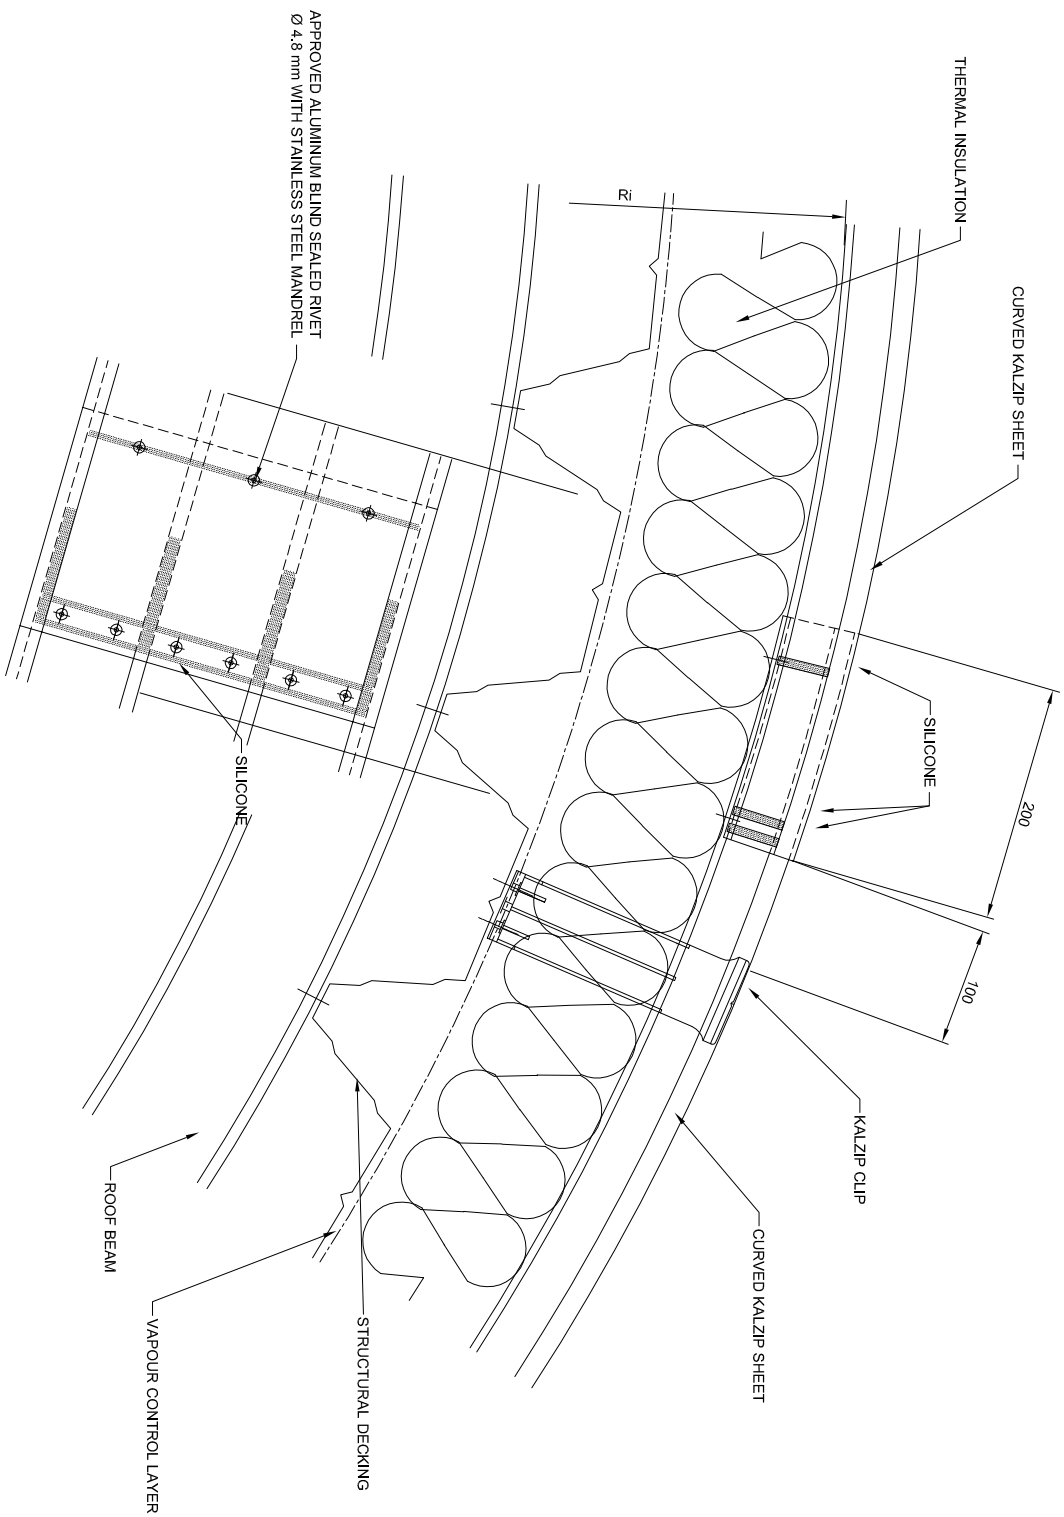 CURVED KALZIP SHEET
THERMAL INSULATION
Ri
APPROVED ALUMINUM BLIND SEALED RIVET
Ø 4.8 mm WITH STAINLESS STEEL MANDREL
200
SILICONE
100
KALZIP CLIP
CURVED KALZIP SHEET
SILICONE
STRUCTURAL DECKING
ROOF BEAM
VAPOUR CONTROL LAYER